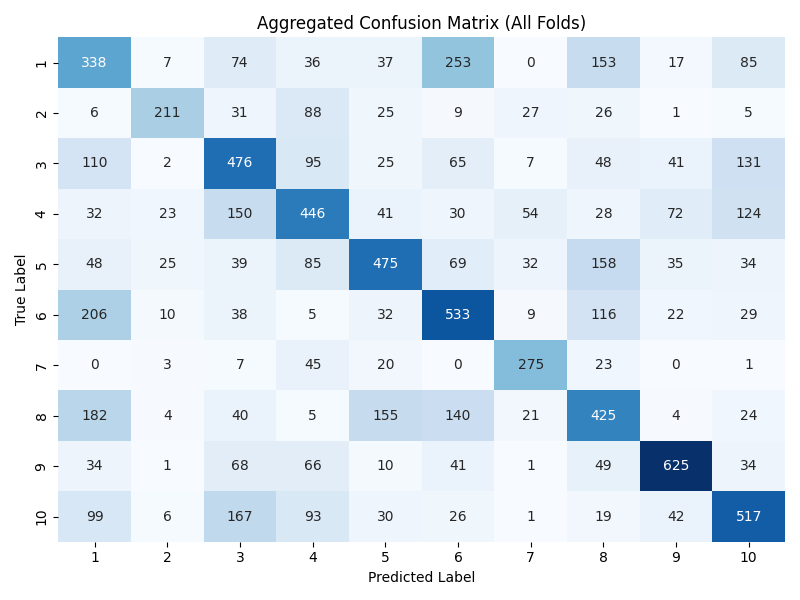 Aggregated Confusion Matrix (All Folds)
1 338 7 74 36 37 253 0 153 17 85
2 6 211 31 88 25 9 27 26 1 5
3 110 2 476 95 25 65 7 48 41 131
4 32 23 150 446 41 30 54 28 72 124
5 48 25 39 85 475 69 32 158 35 34
6 206 10 38 5 32 533 9 116 22 29
7 0 3 7 45 20 0 275 23 0 1
8 182 4 40 5 155 140 21 425 4 24
9 34 1 68 66 10 41 1 49 625 34
10 99 6 167 93 30 26 1 19 42 517
1 2 3 4 5 6 7 8 9 10
True Label
Predicted Label